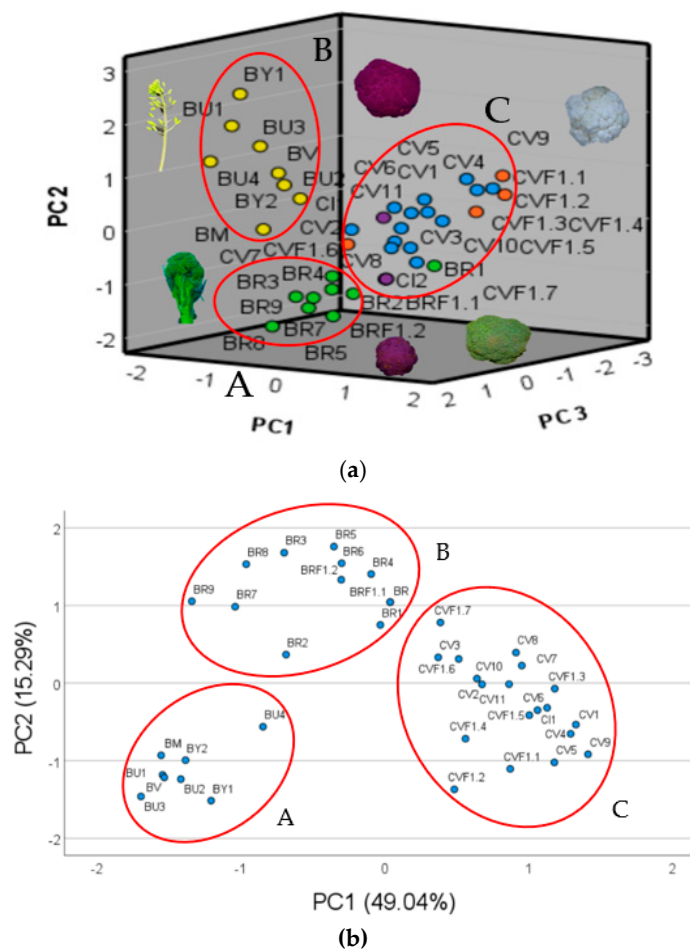 B
C
A
3
2
1
0
-1
-2
PC2
BY1
BU1
BU3
BV
BU4
BU2
BY2
CI1
BM
CV2
CV7
CVF1.6
CV9
CV5
CV6
CV1
CV4
CV11
CVF1.1
CVF1.2
CVF1.3
CVF1.4
CV3
CV10
CVF1.5
CV8
BR1
CI2
CVF1.7
BR4
BR3
BR9
BR2
BRF1.1
BR7
BRF1.2
BR8
BR5
-2
-1
0
1
2
PC1
2
1
0
-1
-2
-3
PC3
(a)
2
1
0
-1
-2
PC2 (15.29%)
B
BR5
BR3
BR6
BR8
BR4
BRF1.2
BRF1.1
BR
BR9
BR7
BR1
BR2
CVF1.7
CV3
CV8
CVF1.6
CV10
CV7
CVF1.3
CV2
CV11
CV6
CVF1.5
CI1
CV1
CVF1.4
CV4
CV9
CVF1.1
CV5
CVF1.2
C
BU4
BM
BY2
BU1
BV
BU2
BY1
BU3
A
-2
-1
0
1
2
PC1 (49.04%)
(b)